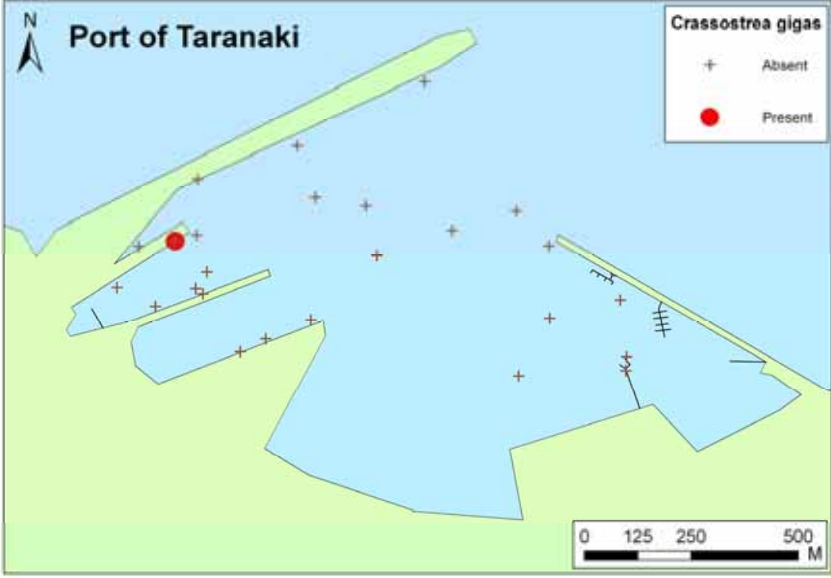 N
Port of Taranaki
Crassostrea gigas
Absent
Present
0 125 250 500
M